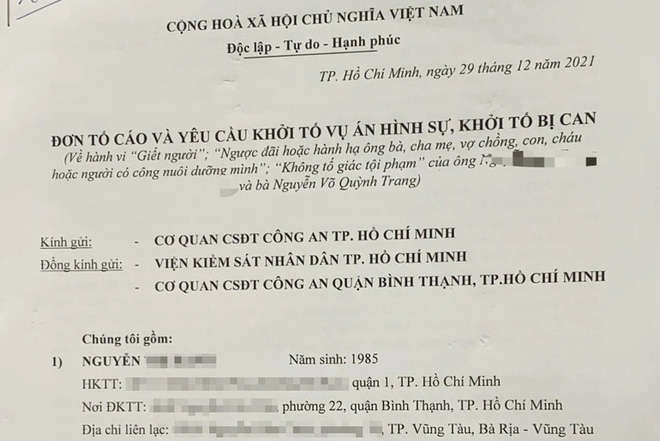 CỘNG HOÀ XÃ HỘI CHỦ NGHĨA VIỆT NAM
Độc lập - Tự do - Hạnh phúc
TP. Hồ Chí Minh, ngày 29 tháng 12 năm 2021
ĐƠN TỐ CÁO VÀ YÊU CẦU KHỞI TỐ VỤ ÁN HÌNH SỰ, KHỞI TỐ BỊ CAN
(Về hành vi "Giết người"; "Ngược đãi hoặc hành hạ ông bà, cha mẹ, vợ chồng, con, cháu
hoặc người có công nuôi dưỡng mình"; "Không tố giác tội phạm" của ông
và bà Nguyễn Võ Quỳnh Trang)
Kính gửi: - CƠ QUAN CSĐT CÔNG AN TP. HỒ CHÍ MINH
Đồng kính gửi: - VIỆN KIỂM SÁT NHÂN DÂN TP. HỒ CHÍ MINH
- CƠ QUAN CSĐT CÔNG AN QUẬN BÌNH THẠNH, TP.HỒ CHÍ MINH
Chúng tôi gồm:
1) NGUYỄN Năm sinh: 1985
HKTT: quận 1, TP. Hồ Chí Minh
Nơi ĐKTT: phường 22, quận Bình Thạnh, TP. Hồ Chí Minh
Địa chỉ liên lạc: , TP. Vũng Tàu, Bà Rịa - Vũng Tàu